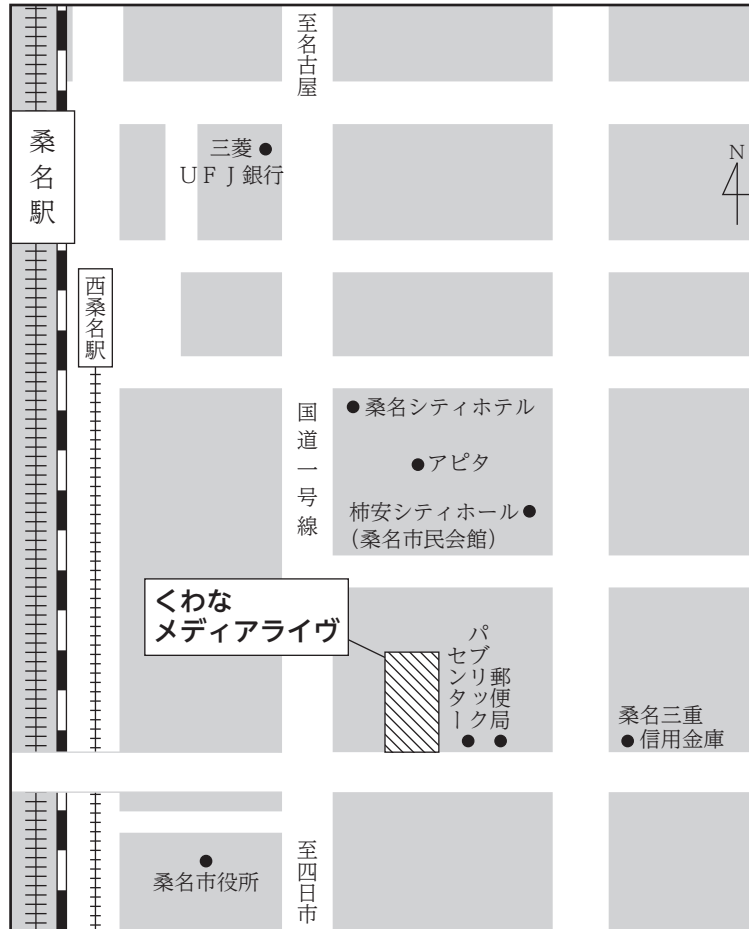 至名古屋
桑名駅
三菱
ＵＦＪ銀行
N
西桑名駅
国道一号線
桑名シティホテル
アピタ
柿安シティホール
（桑名市民会館）
くわな
メディアライヴ
パブリック
センター
郵便局
桑名三重
信用金庫
桑名市役所
至四日市